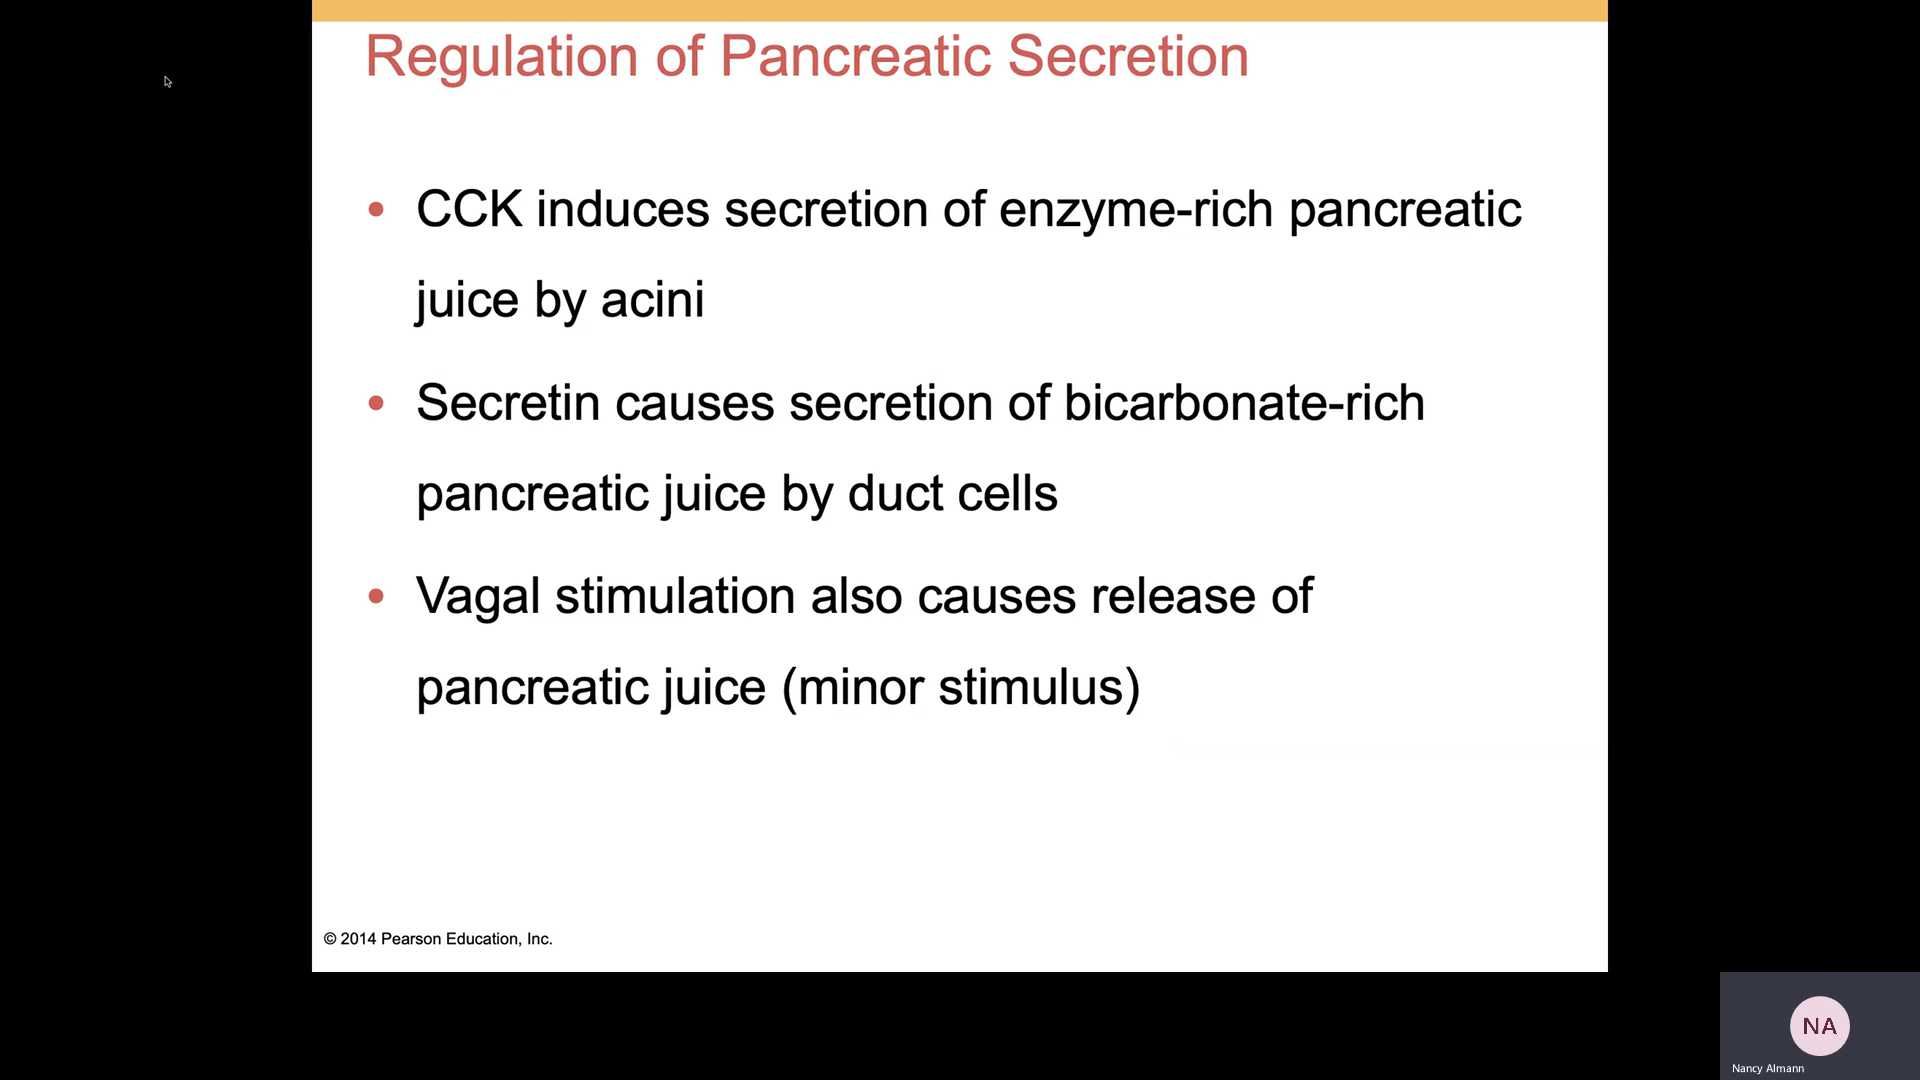 Regulation of Pancreatic Secretion
• CCK induces secretion of enzyme-rich pancreatic
juice by acini
• Secretin causes secretion of bicarbonate-rich
pancreatic juice by duct cells
• Vagal stimulation also causes release of
pancreatic juice (minor stimulus)
© 2014 Pearson Education, Inc.
NA
Nancy Almann